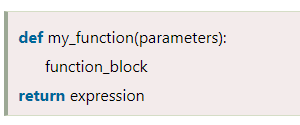 def my_function(parameters):
function_block
return expression